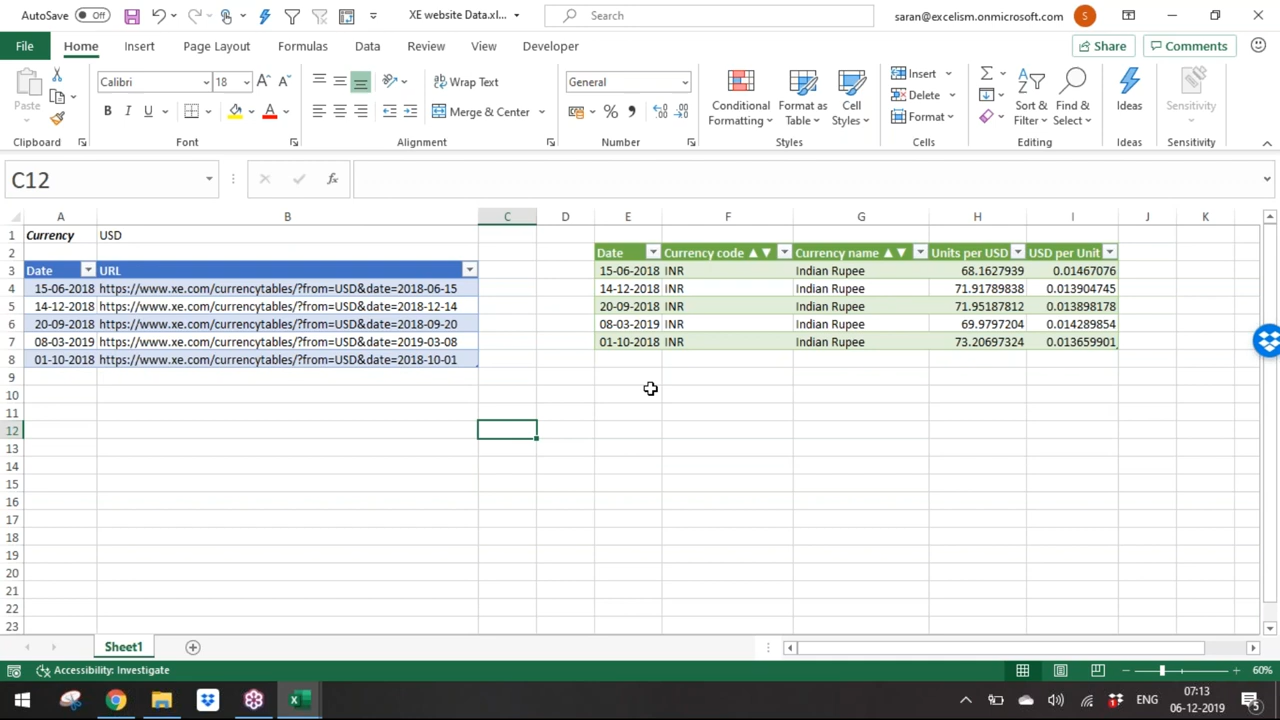 AutoSave Off XE website Data.xl... Search saran@excelism.onmicrosoft.com S
File Home Insert Page Layout Formulas Data Review View Developer Share Comments
Paste Calibri 18 Wrap Text General Conditional Formatting Format as Table Cell Styles Insert Sort & Filter Find & Select Ideas Sensitivity
Delete
B I U Merge & Center Format
Clipboard Font Alignment Number Styles Cells Editing Ideas Sensitivity
C12 fx
A B C D E F G H I J K
1 Currency USD
2 Date Currency code ▲▼ Currency name ▲▼ Units per USD USD per Unit
3 Date URL 15-06-2018 INR Indian Rupee 68.1627939 0.01467076
4 15-06-2018 https://www.xe.com/currencytables/?from=USD&date=2018-06-15 14-12-2018 INR Indian Rupee 71.91789838 0.013904745
5 14-12-2018 https://www.xe.com/currencytables/?from=USD&date=2018-12-14 20-09-2018 INR Indian Rupee 71.95187812 0.013898178
6 20-09-2018 https://www.xe.com/currencytables/?from=USD&date=2018-09-20 08-03-2019 INR Indian Rupee 69.9797204 0.014289854
7 08-03-2019 https://www.xe.com/currencytables/?from=USD&date=2019-03-08 01-10-2018 INR Indian Rupee 73.20697324 0.013659901
8 01-10-2018 https://www.xe.com/currencytables/?from=USD&date=2018-10-01
9
10
11
12
13
14
15
16
17
18
19
20
21
22
23
Sheet1
Accessibility: Investigate 60%
ENG 07:13
06-12-2019 5